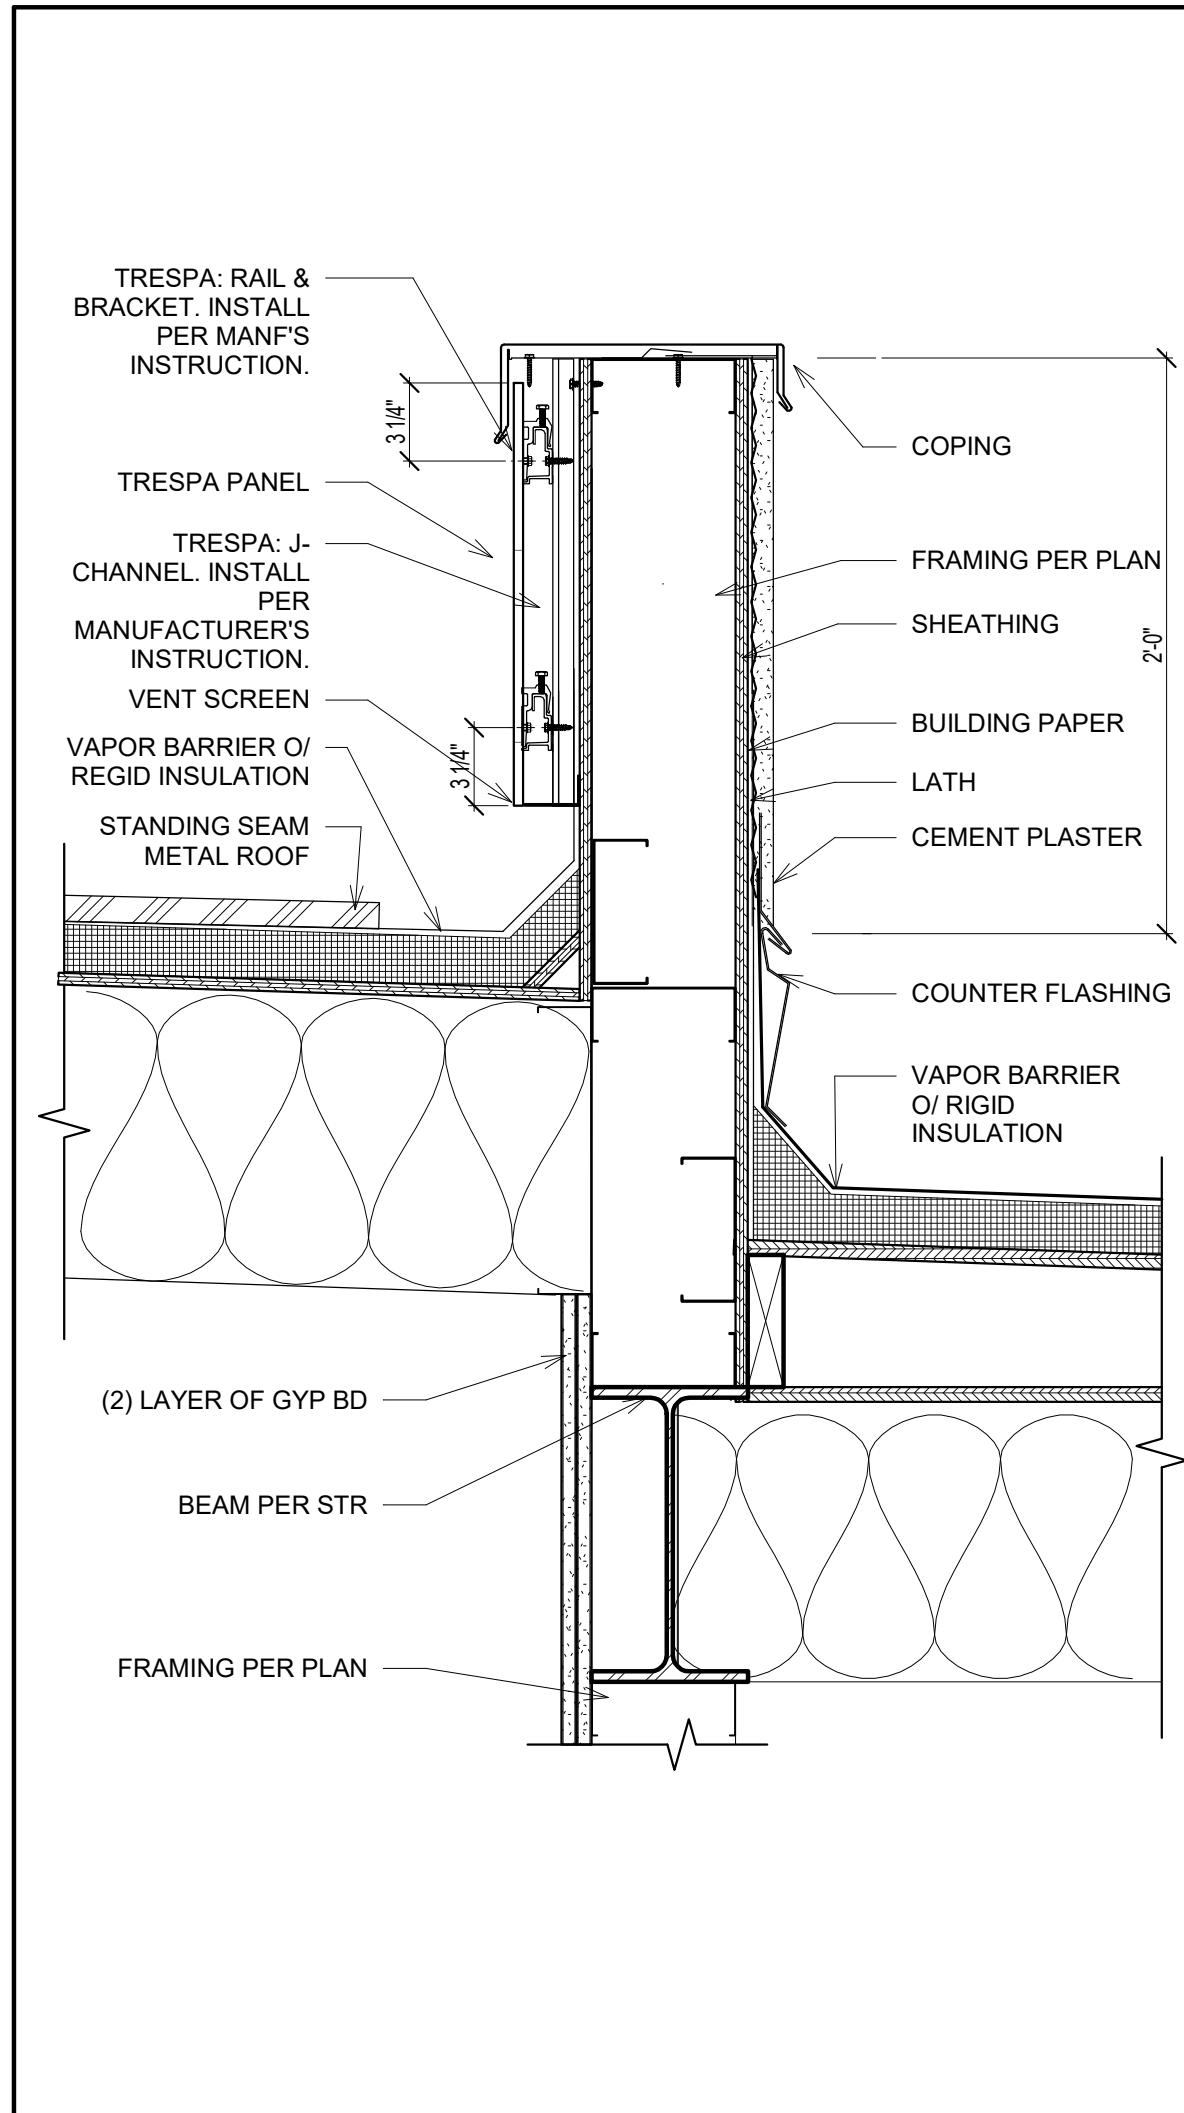 TRESPA: RAIL &
BRACKET. INSTALL
PER MANF'S
INSTRUCTION.
3 1/4"
TRESPA PANEL
TRESPA: J-
CHANNEL. INSTALL
PER
MANUFACTURER'S
INSTRUCTION.
VENT SCREEN
3 1/4"
VAPOR BARRIER O/
REGID INSULATION
STANDING SEAM
METAL ROOF
(2) LAYER OF GYP BD
BEAM PER STR
FRAMING PER PLAN
COPING
FRAMING PER PLAN
SHEATHING
2'-0"
BUILDING PAPER
LATH
CEMENT PLASTER
COUNTER FLASHING
VAPOR BARRIER
O/ RIGID
INSULATION